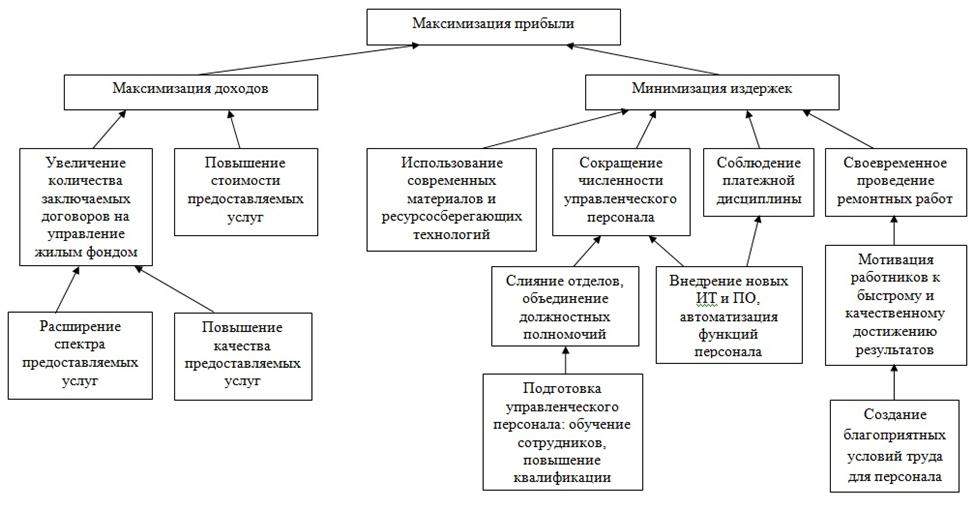 Максимизация прибыли
Максимизация доходов
Минимизация издержек
Увеличение
количества
заключаемых
договоров на
управление
жилым фондом
Повышение
стоимости
предоставляемых
услуг
Использование
современных
материалов и
ресурсосберегающих
технологий
Сокращение
численности
управленческого
персонала
Соблюдение
платежной
дисциплины
Своевременное
проведение
ремонтных работ
Расширение
спектра
предоставляемых
услуг
Повышение
качества
предоставляемых
услуг
Слияние отделов,
объединение
должностных
полномочий
Внедрение новых
ИТ и ПО,
автоматизация
функций
персонала
Мотивация
работников к
быстрому и
качественному
достижению
результатов
Подготовка
управленческого
персонала: обучение
сотрудников,
повышение
квалификации
Создание
благоприятных
условий труда
для персонала